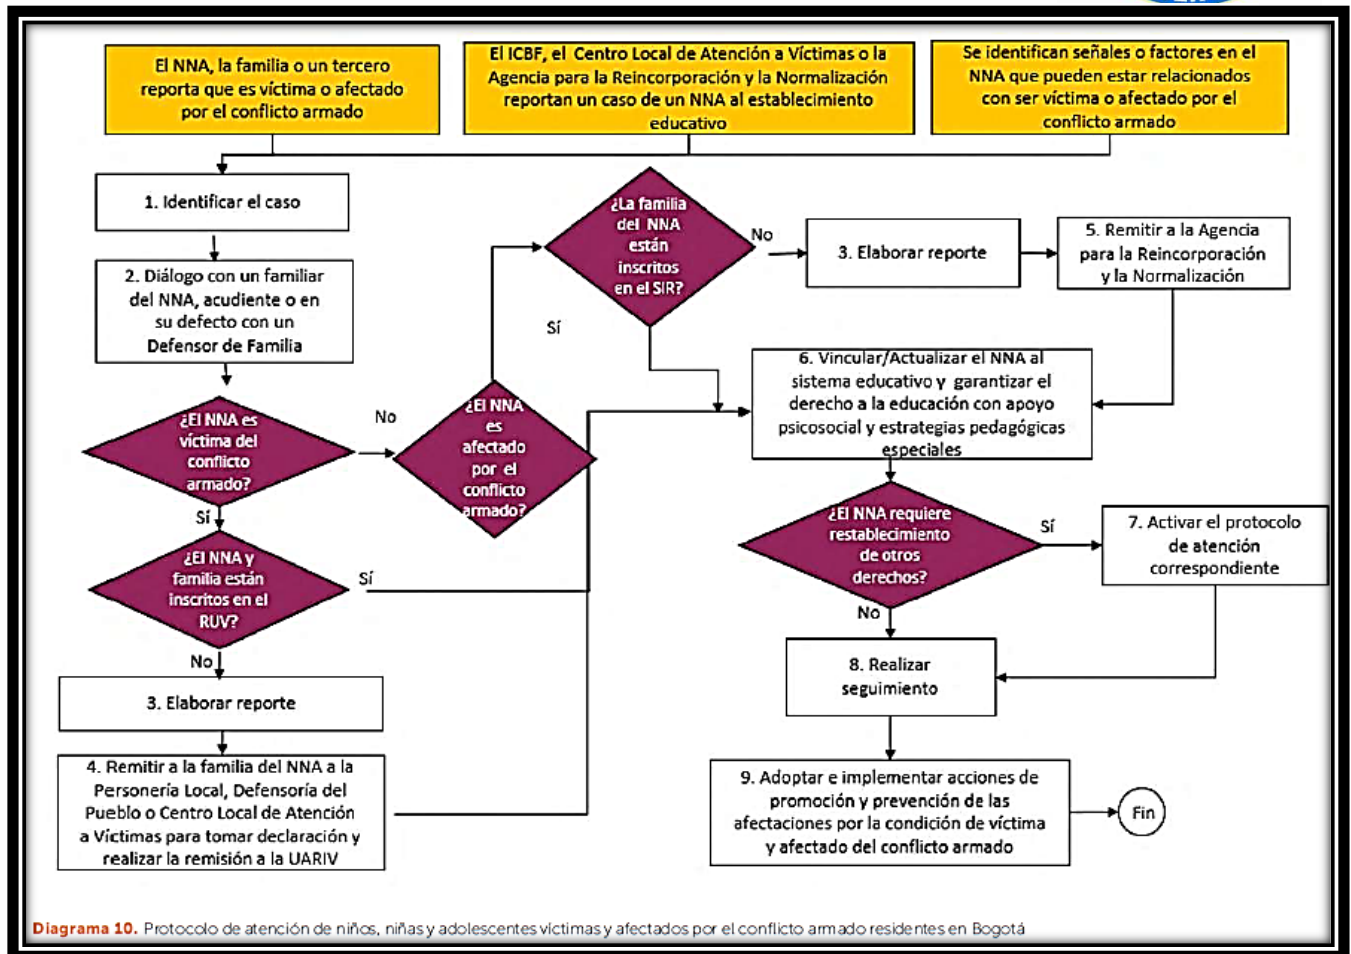 El NNA, la familia o un tercero
reporta que es víctima o afectado
por el conflicto armado
El ICBF, el Centro Local de Atención a Víctimas o la
Agencia para la Reincorporación y la Normalización
reportan un caso de un NNA al establecimiento
educativo
Se identifican señales o factores en el
NNA que pueden estar relacionados
con ser víctima o afectado por el
conflicto armado
1. Identificar el caso
2. Diálogo con un familiar
del NNA, acudiente o en
su defecto con un
Defensor de Familia
¿El NNA es
víctima del
conflicto
armado?
No
Sí
¿El NNA
es
afectado
por el
conflicto
armado?
Sí
¿La familia
del NNA
están
inscritos
en el SIR?
No
3. Elaborar reporte
5. Remitir a la Agencia
para la Reincorporación
y la Normalización
¿El NNA y
familia están
inscritos en el
RUV?
Sí
No
3. Elaborar reporte
4. Remitir a la familia del NNA a la
Personería Local, Defensoría del
Pueblo o Centro Local de Atención
a Víctimas para tomar declaración y
realizar la remisión a la UARIV
6. Vincular/Actualizar el NNA al
sistema educativo y garantizar el
derecho a la educación con apoyo
psicosocial y estrategias pedagógicas
especiales
¿El NNA requiere
restablecimiento
de otros
derechos?
Sí
No
7. Activar el protocolo
de atención
correspondiente
8. Realizar
seguimiento
9. Adoptar e implementar acciones de
promoción y prevención de las
afectaciones por la condición de víctima
y afectado del conflicto armado
Fin
Diagrama 10. Protocolo de atención de niños, niñas y adolescentes víctimas y afectados por el conflicto armado residentes en Bogotá